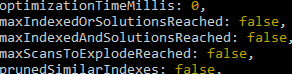 optimizationTimeMillis: 0,
maxIndexedOrSolutionsReached: false,
maxIndexedAndSolutionsReached: false,
maxScansToExplodeReached: false,
prunedSimilarIndexes: false,